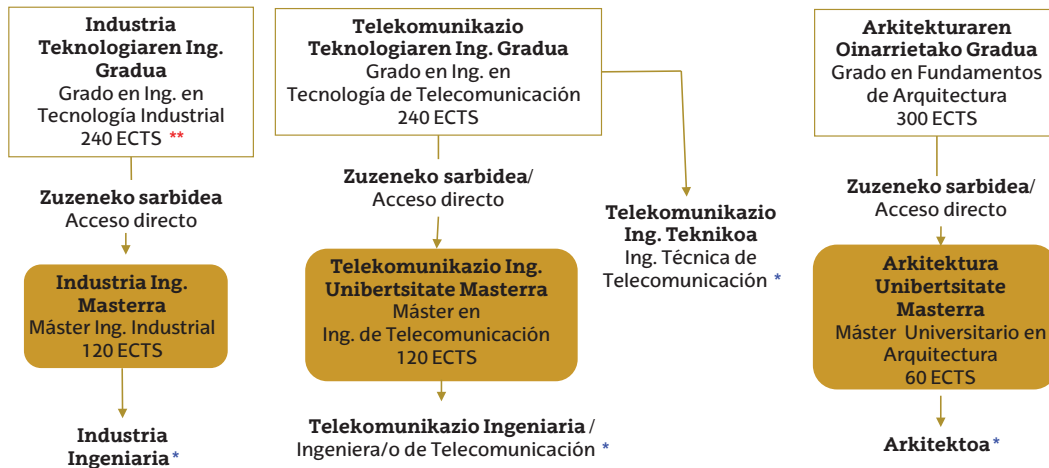 Industria
Teknologiaren Ing.
Gradua
Grado en Ing. en
Tecnología Industrial
240 ECTS **
Zuzeneko sarbidea
Acceso directo
Industria Ing.
Masterra
Máster Ing. Industrial
120 ECTS
Industria
Ingeniaria *
Telekomunikazio
Teknologiaren Ing. Gradua
Grado en Ing. en
Tecnología de Telecomunicación
240 ECTS
Zuzeneko sarbidea/
Acceso directo
Telekomunikazio Ing.
Unibertsitate Masterra
Máster en
Ing. de Telecomunicación
120 ECTS
Telekomunikazio Ingeniaria /
Ingeniera/o de Telecomunicación *
Telekomunikazio
Ing. Teknikoa
Ing. Técnica de
Telecomunicación *
Arkitekturaren
Oinarrietako Gradua
Grado en Fundamentos
de Arquitectura
300 ECTS
Zuzeneko sarbidea/
Acceso directo
Arkitektura
Unibertsitate
Masterra
Máster Universitario en
Arquitectura
60 ECTS
Arkitektoa *